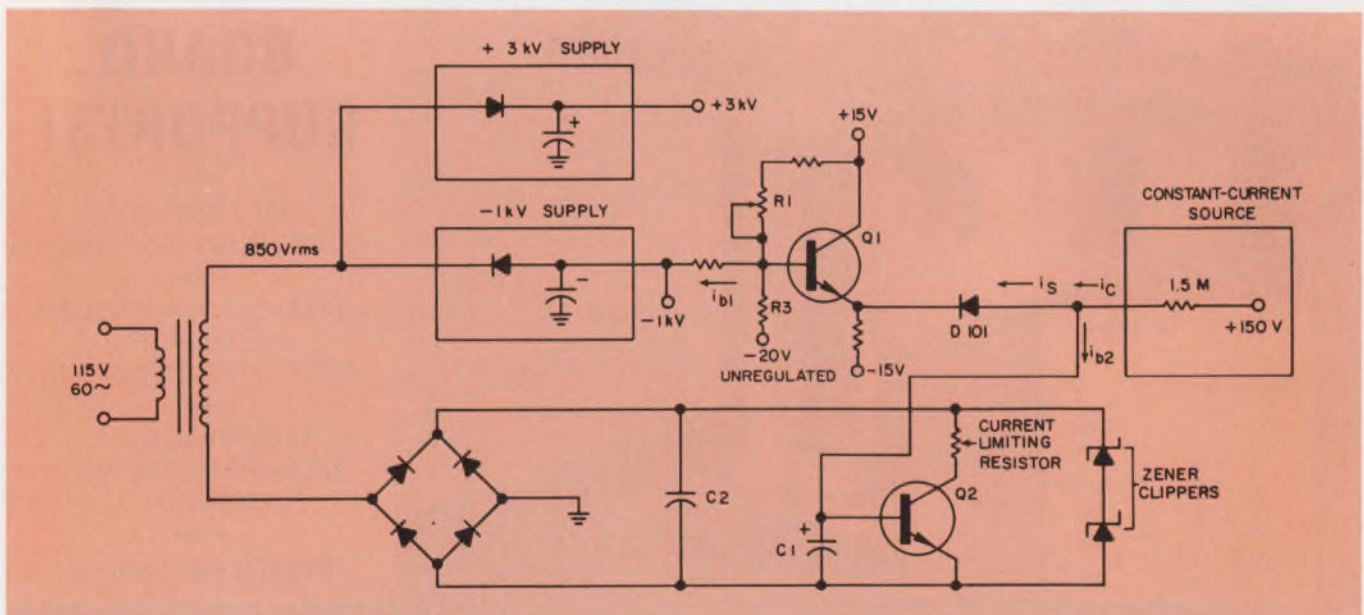 + 3 kV SUPPLY
+
+3 kV
-1 kV SUPPLY
-
850 Vrms
-1kV
115 V
60~
ib1
R1
R3
-20V
UNREGULATED
+15V
Q1
-15V
D 101
iS
iC
ib2
CONSTANT-CURRENT
SOURCE
1.5 M
+150 V
C2
CURRENT
LIMITING
RESISTOR
Q2
+
C1
ZENER
CLIPPERS